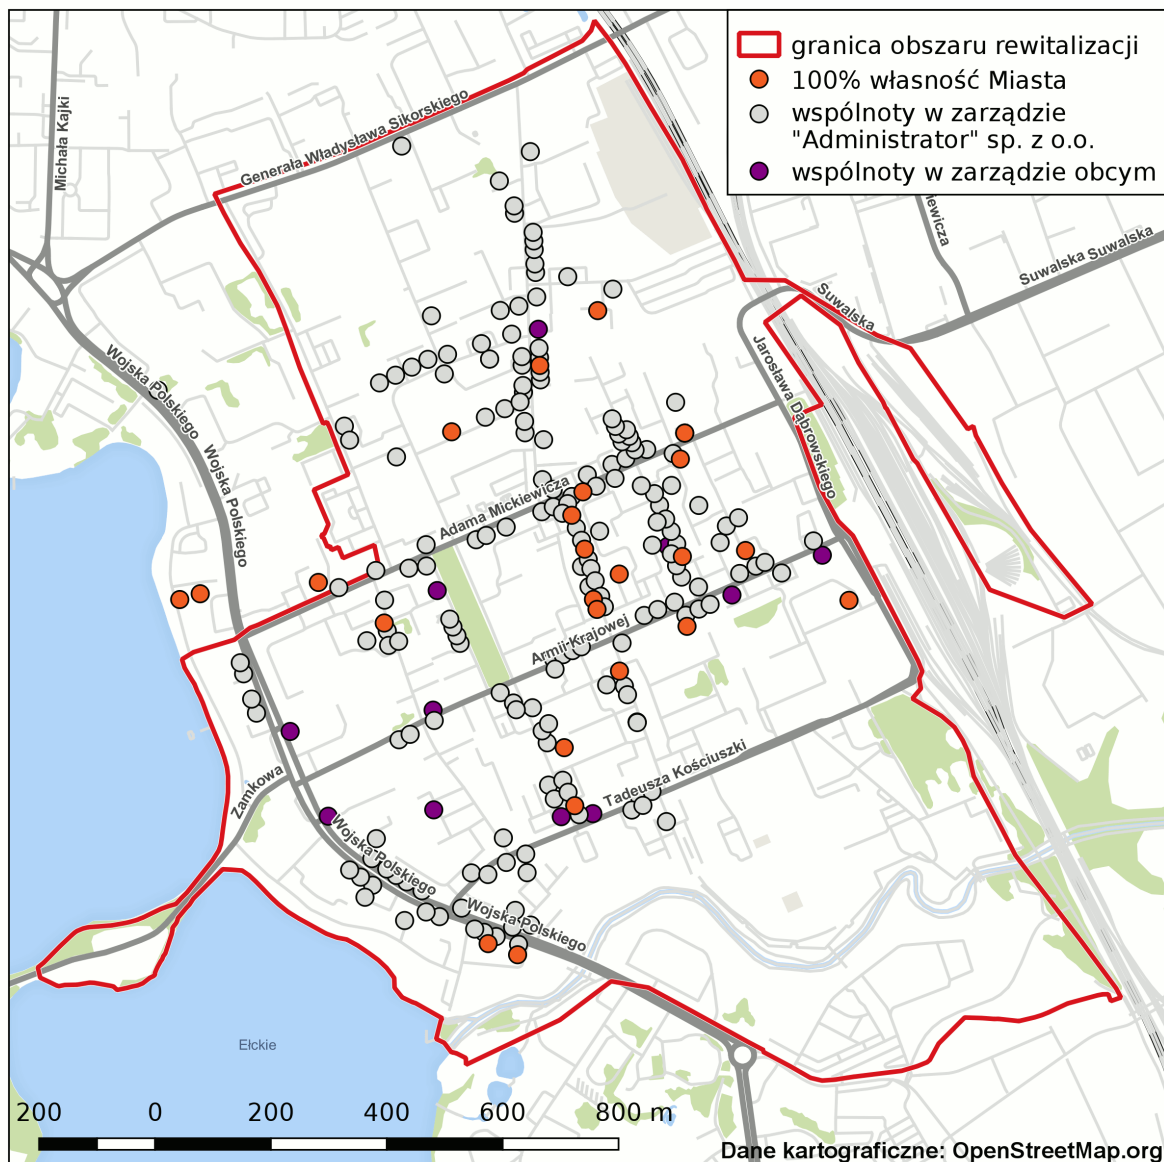 granica obszaru rewitalizacji
100% własność Miasta
wspólnoty w zarządzie
"Administrator" sp. z o.o.
wspólnoty w zarządzie obcym
Michała Kajki
Generała Władysława Sikorskiego
iewicza
Suwalska Suwalska
Suwalska
Wojska Polskiego
Jarosława Dąbrowskiego
Wojska Polskiego
Adama Mickiewicza
Armii Krajowej
Tadeusza Kościuszki
Zamkowa
Wojska Polskiego
Wojska Polskiego
Ełckie
200 0 200 400 600 800 m
Dane kartograficzne: OpenStreetMap.org